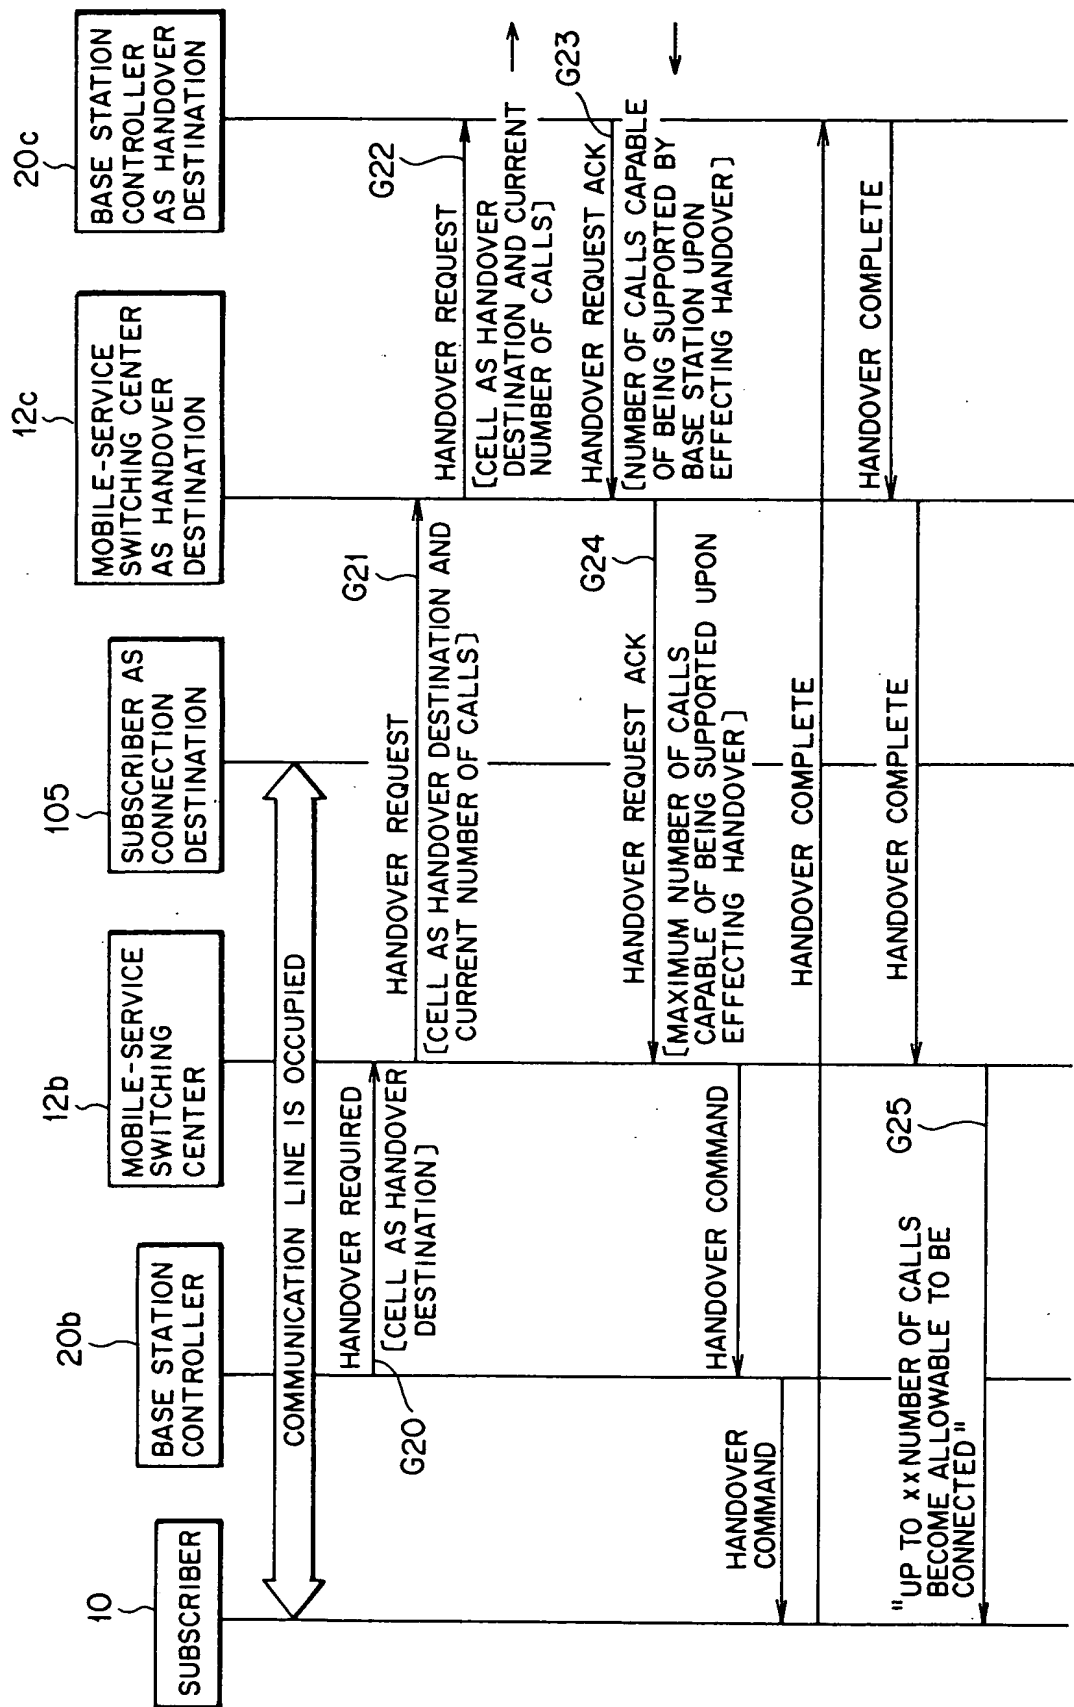 10
SUBSCRIBER
20b
BASE STATION
CONTROLLER
12b
MOBILE-SERVICE
SWITCHING
CENTER
105
SUBSCRIBER AS
CONNECTION
DESTINATION
12c
MOBILE-SERVICE
SWITCHING CENTER
AS HANDOVER
DESTINATION
20c
BASE STATION
CONTROLLER
AS HANDOVER
DESTINATION
COMMUNICATION LINE IS OCCUPIED
HANDOVER REQUIRED
G20
[CELL AS HANDOVER
DESTINATION]
HANDOVER REQUEST
G21
[CELL AS HANDOVER DESTINATION AND
CURRENT NUMBER OF CALLS]
HANDOVER REQUEST
G22
[CELL AS HANDOVER
DESTINATION AND CURRENT
NUMBER OF CALLS]
HANDOVER REQUEST ACK
G23
[NUMBER OF CALLS CAPABLE
OF BEING SUPPORTED BY
BASE STATION UPON
EFFECTING HANDOVER]
HANDOVER REQUEST ACK
G24
[MAXIMUM NUMBER OF CALLS
CAPABLE OF BEING SUPPORTED UPON
EFFECTING HANDOVER]
HANDOVER COMMAND
HANDOVER
COMMAND
HANDOVER COMPLETE
HANDOVER COMPLETE
HANDOVER COMPLETE
G25
"UP TO xx NUMBER OF CALLS
BECOME ALLOWABLE TO BE
CONNECTED"